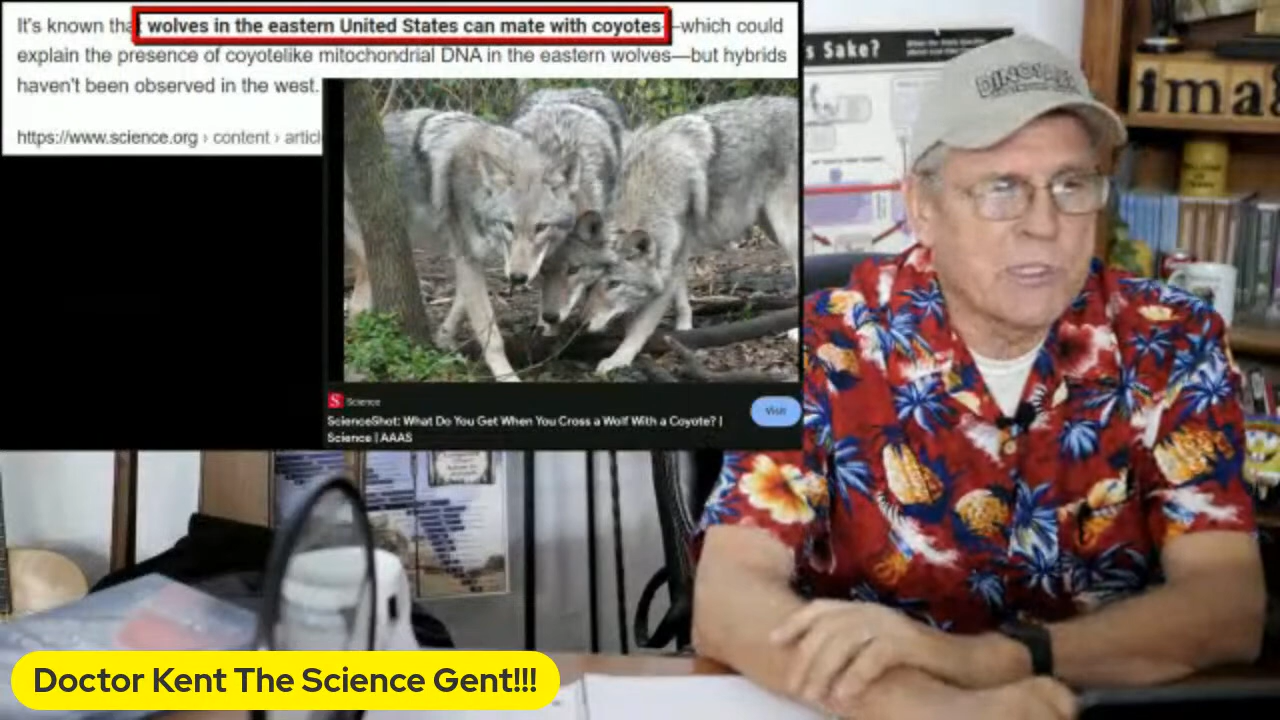 It's known that wolves in the eastern United States can mate with coyotes—which could
explain the presence of coyotelike mitochondrial DNA in the eastern wolves—but hybrids
haven't been observed in the west.
https://www.science.org › content › articl
s Sake?
DINOSA
ima
S Science
Visit
ScienceShot: What Do You Get When You Cross a Wolf With a Coyote? |
Science | AAAS
Doctor Kent The Science Gent!!!